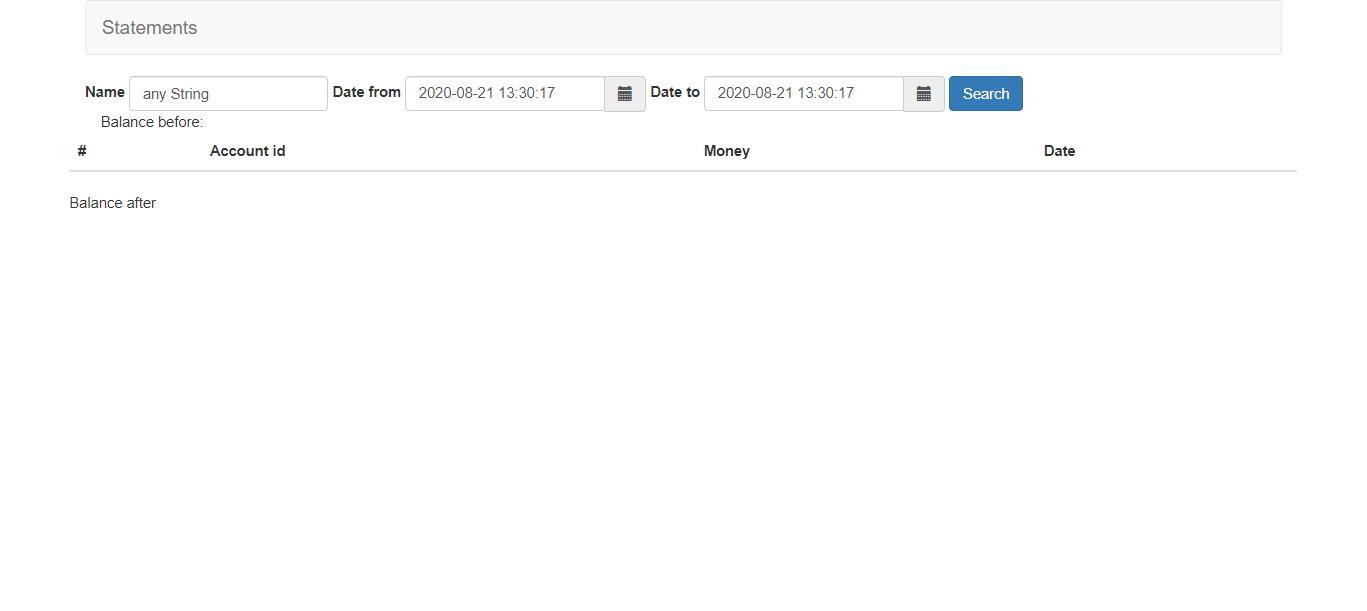 Statements
Name any String Date from 2020-08-21 13:30:17 Date to 2020-08-21 13:30:17 Search
Balance before:
# Account id Money Date
Balance after